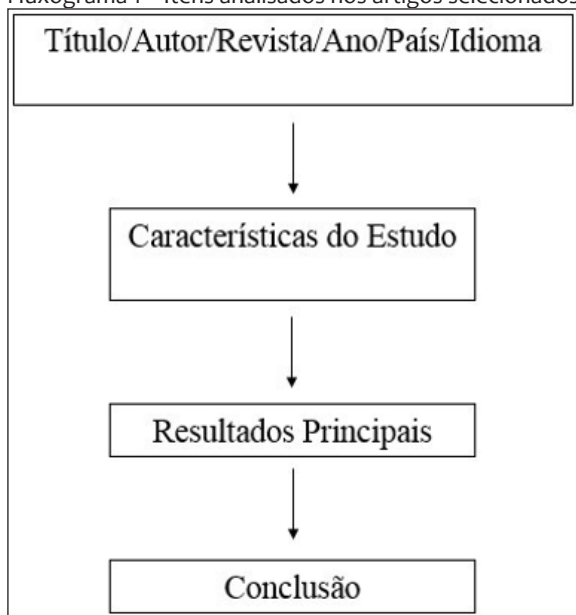 Fluxograma 1 - Itens analisados nos artigos selecionados
Título/Autor/Revista/Ano/País/Idioma
Características do Estudo
Resultados Principais
Conclusão